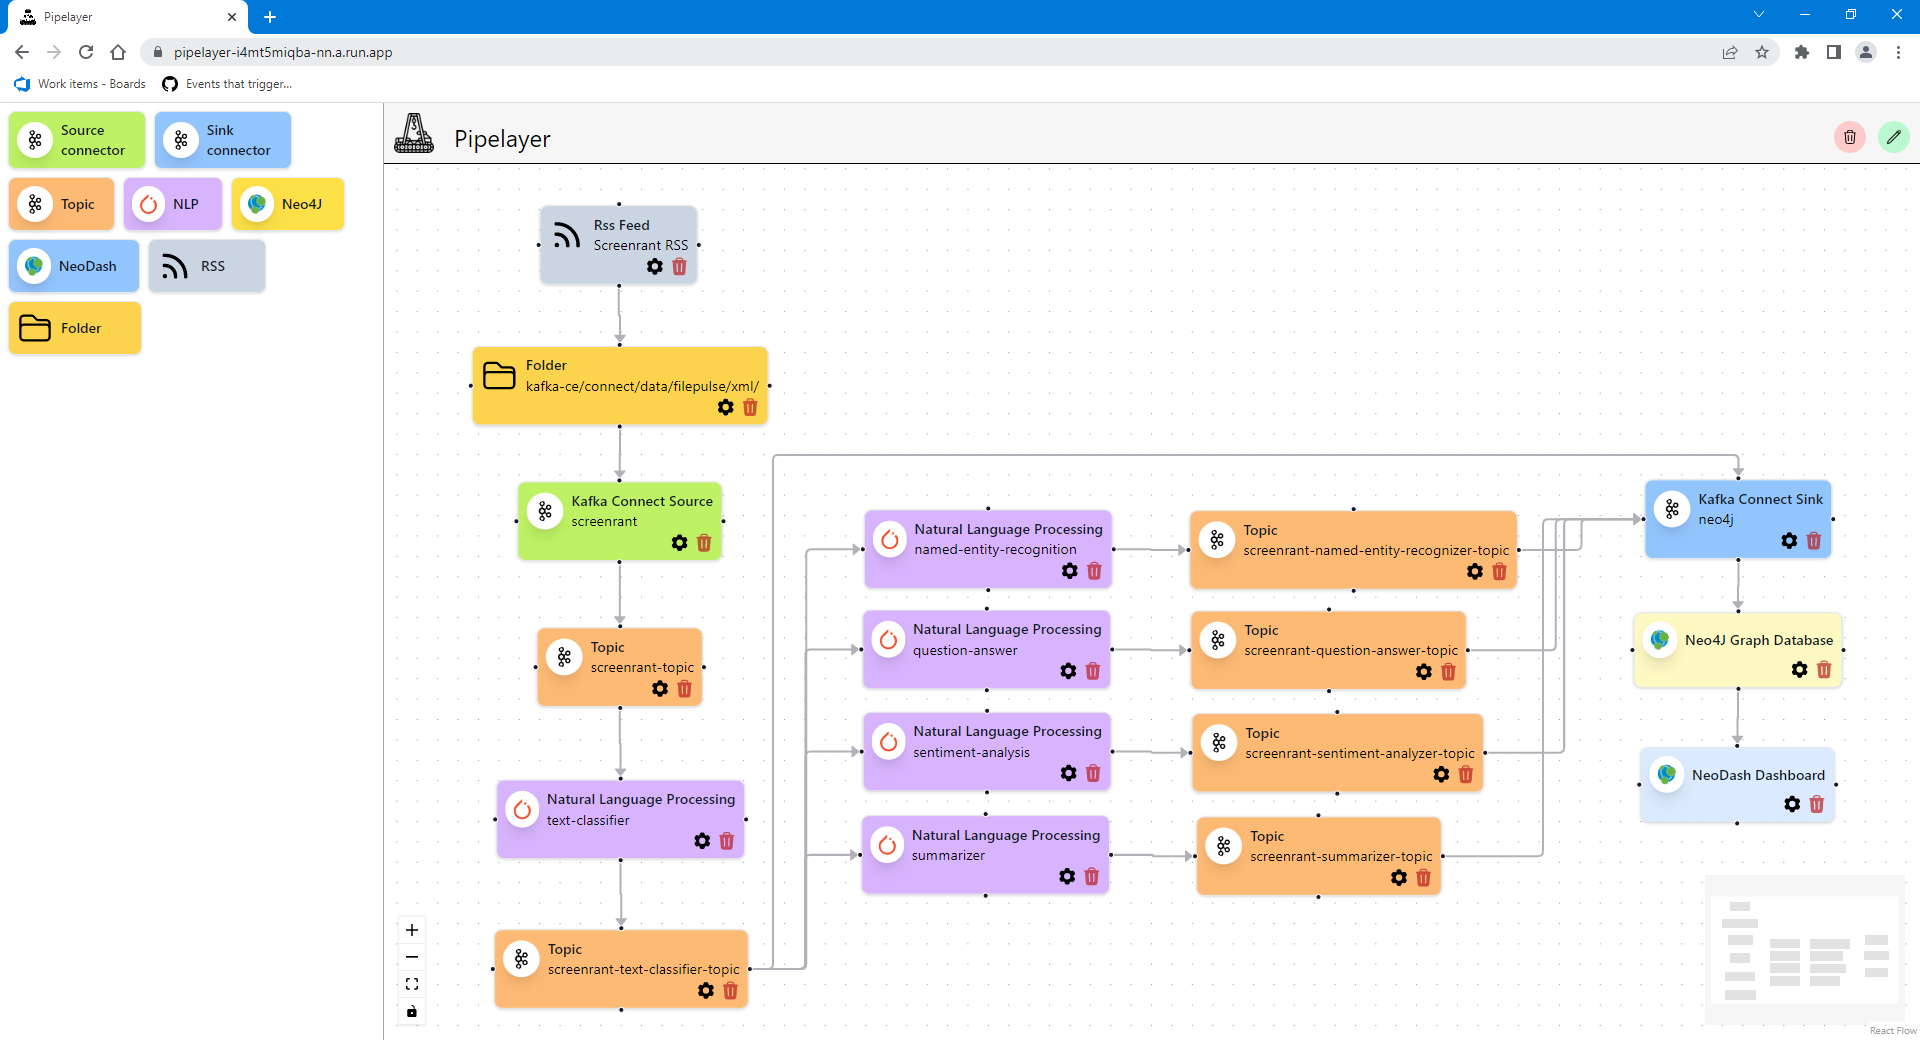 Pipelayer
pipelayer-i4mt5miqba-nn.a.run.app
Work items - Boards
Events that trigger...
Source
connector
Sink
connector
Topic
NLP
Neo4J
NeoDash
RSS
Folder
Pipelayer
Rss Feed
Screenrant RSS
Folder
kafka-ce/connect/data/filepulse/xml/
Kafka Connect Source
screenrant
Topic
screenrant-topic
Natural Language Processing
text-classifier
Topic
screenrant-text-classifier-topic
Natural Language Processing
named-entity-recognition
Topic
screenrant-named-entity-recognizer-topic
Natural Language Processing
question-answer
Topic
screenrant-question-answer-topic
Natural Language Processing
sentiment-analysis
Topic
screenrant-sentiment-analyzer-topic
Natural Language Processing
summarizer
Topic
screenrant-summarizer-topic
Kafka Connect Sink
neo4j
Neo4J Graph Database
NeoDash Dashboard
React Flow